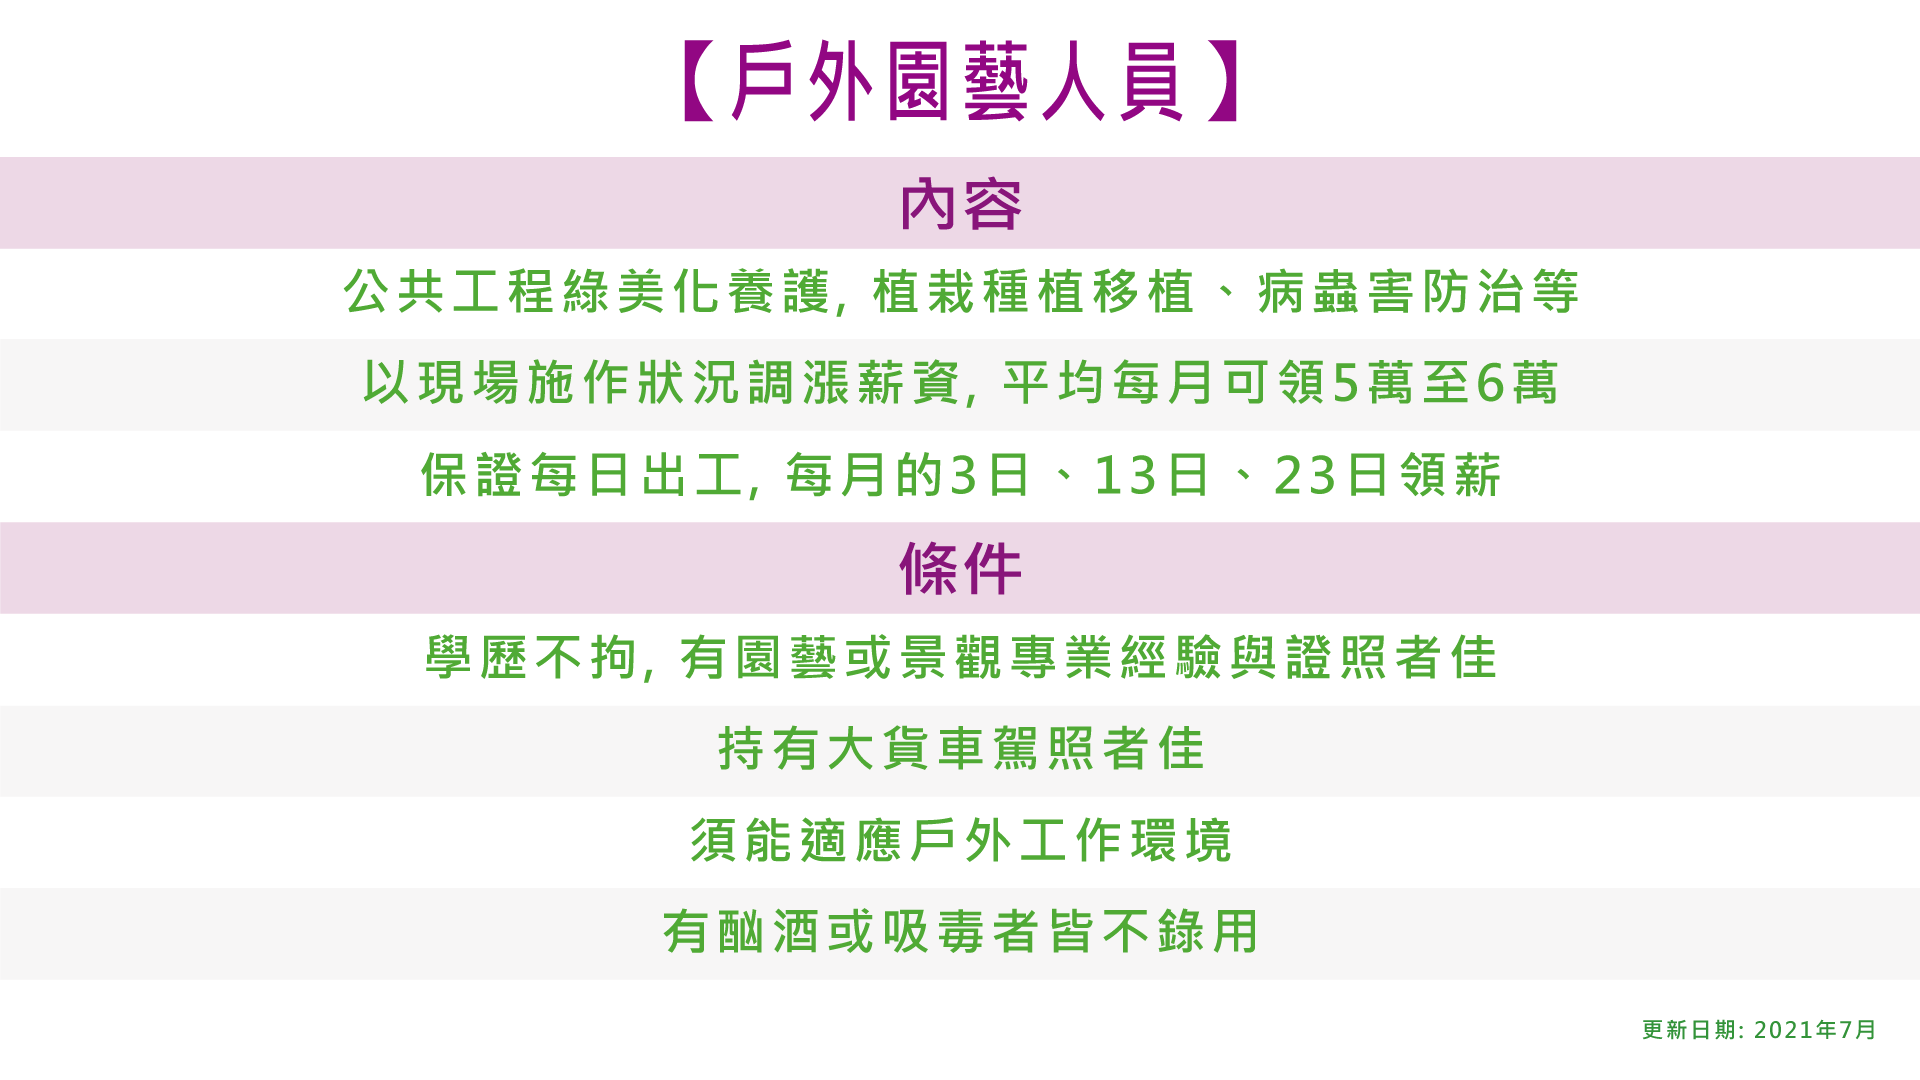 【戶外園藝人員】
內容
公共工程綠美化養護, 植栽種植移植、病蟲害防治等
以現場施作狀況調漲薪資, 平均每月可領5萬至6萬
保證每日出工, 每月的3日、13日、23日領薪
條件
學歷不拘, 有園藝或景觀專業經驗與證照者佳
持有大貨車駕照者佳
須能適應戶外工作環境
有酗酒或吸毒者皆不錄用
更新日期: 2021年7月